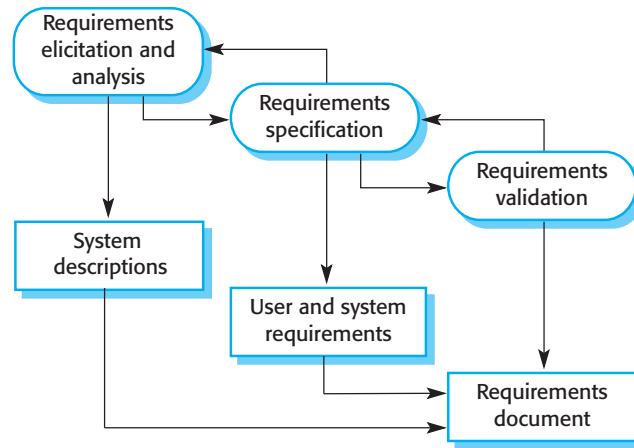 Requirements
elicitation and
analysis
Requirements
specification
Requirements
validation
System
descriptions
User and system
requirements
Requirements
document